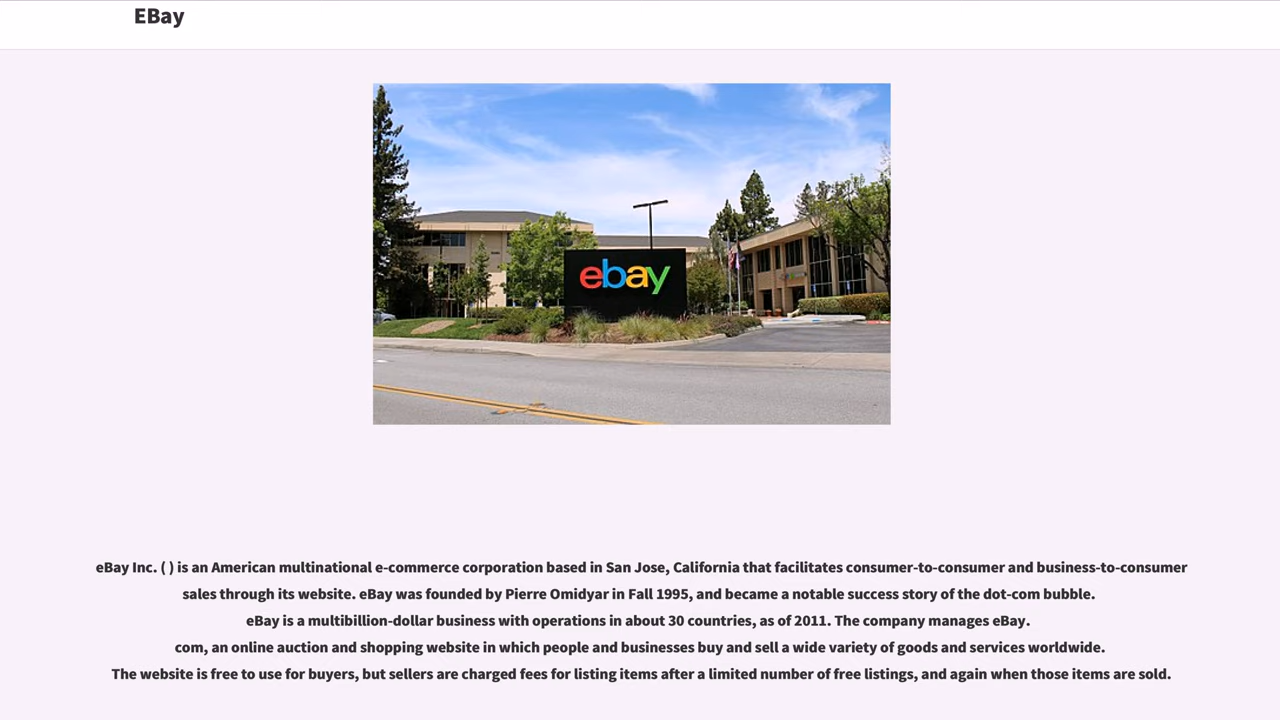 EBay
ebay
eBay Inc. ( ) is an American multinational e-commerce corporation based in San Jose, California that facilitates consumer-to-consumer and business-to-consumer
sales through its website. eBay was founded by Pierre Omidyar in Fall 1995, and became a notable success story of the dot-com bubble.
eBay is a multibillion-dollar business with operations in about 30 countries, as of 2011. The company manages eBay.
com, an online auction and shopping website in which people and businesses buy and sell a wide variety of goods and services worldwide.
The website is free to use for buyers, but sellers are charged fees for listing items after a limited number of free listings, and again when those items are sold.